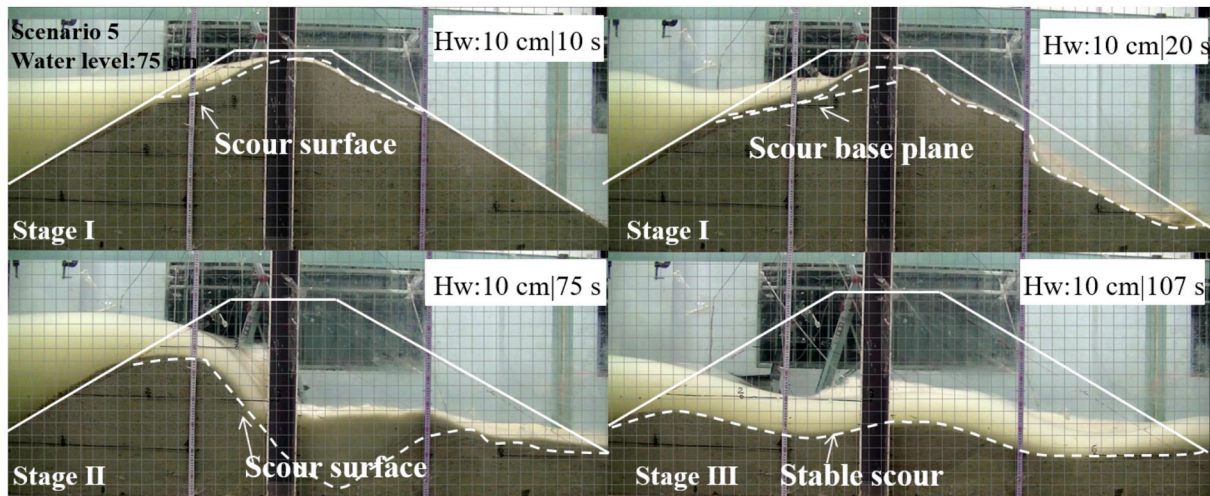 Scenario 5
Water level:75 cm
Hw:10 cm|10 s
Scour surface
Stage I
Hw:10 cm|20 s
Scour base plane
Stage I
Hw:10 cm|75 s
Scour surface
Stage II
Hw:10 cm|107 s
Stable scour
Stage III